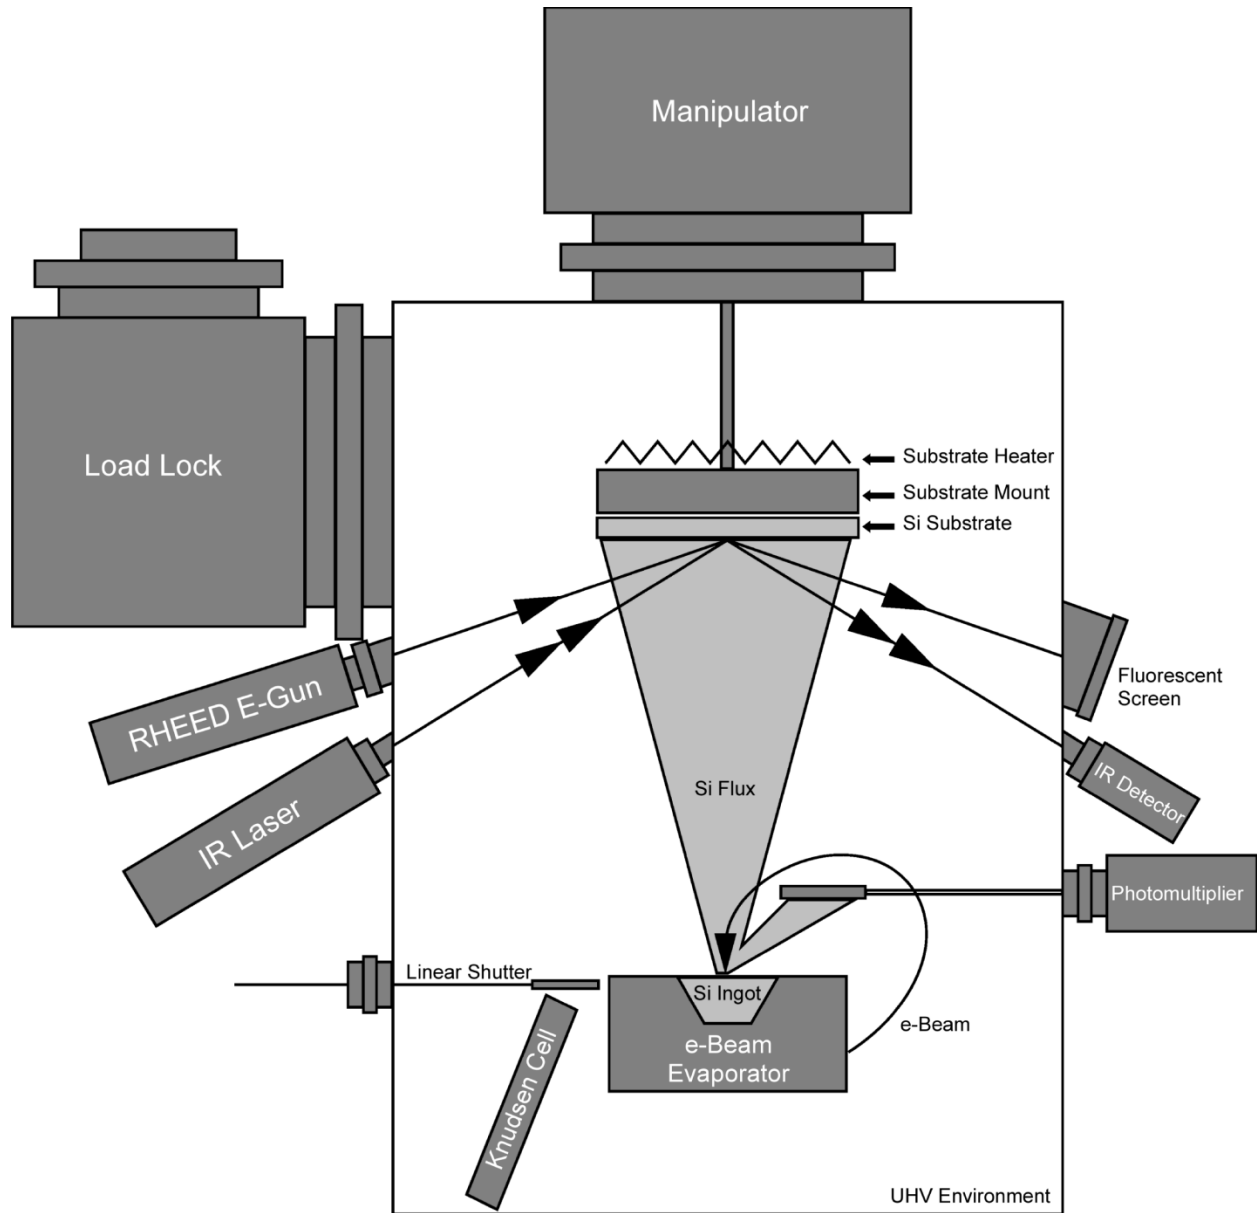 Manipulator
Load Lock
Substrate Heater
Substrate Mount
Si Substrate
RHEED E-Gun
Fluorescent
Screen
IR Laser
Si Flux
IR Detector
Photomultiplier
Linear Shutter
Si Ingot
e-Beam
e-Beam
Evaporator
Knudsen Cell
UHV Environment